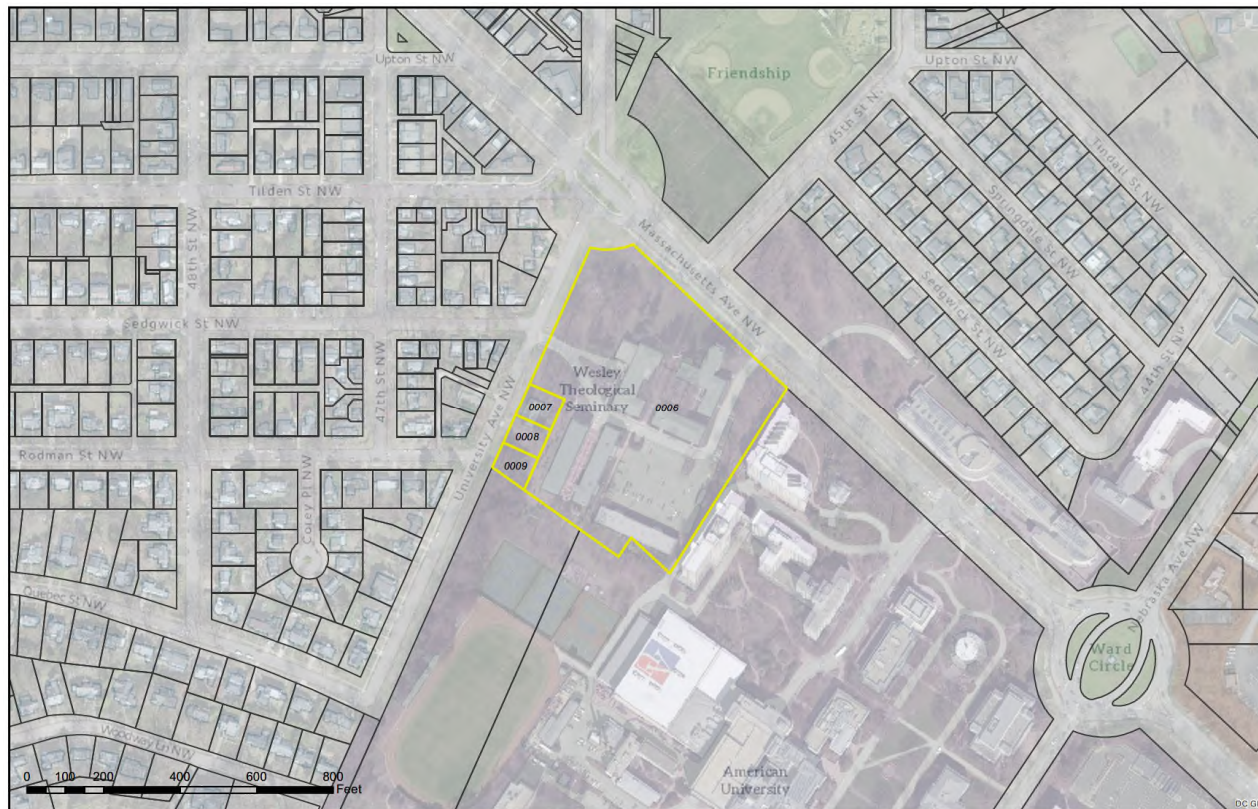 Upton St NW
Friendship
Upton St NW
45th St N
Tindall St NW
Tilden St NW
Springdale St NW
48th St NW
Massachusetts Ave NW
Sedgwick St NW
Sedgwick St NW
44th St NW
47th St NW
Wesley
Theological
Seminary
0006
0007
0008
0009
University Ave NW
Rodman St NW
Corey Pl NW
Nebraska Ave NW
Quebec St NW
Ward
Circle
Woodway Ln NW
American
University
0 100 200 400 600 800
Feet